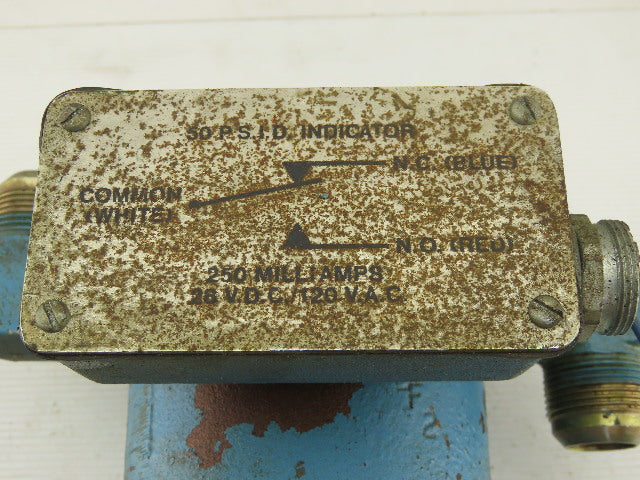 50 P.S.I.D. INDICATOR
N.C. (BLUE)
COMMON
(WHITE)
N.O. (RED)
250 MILLIAMPS
28 V.D.C./120 V.A.C.